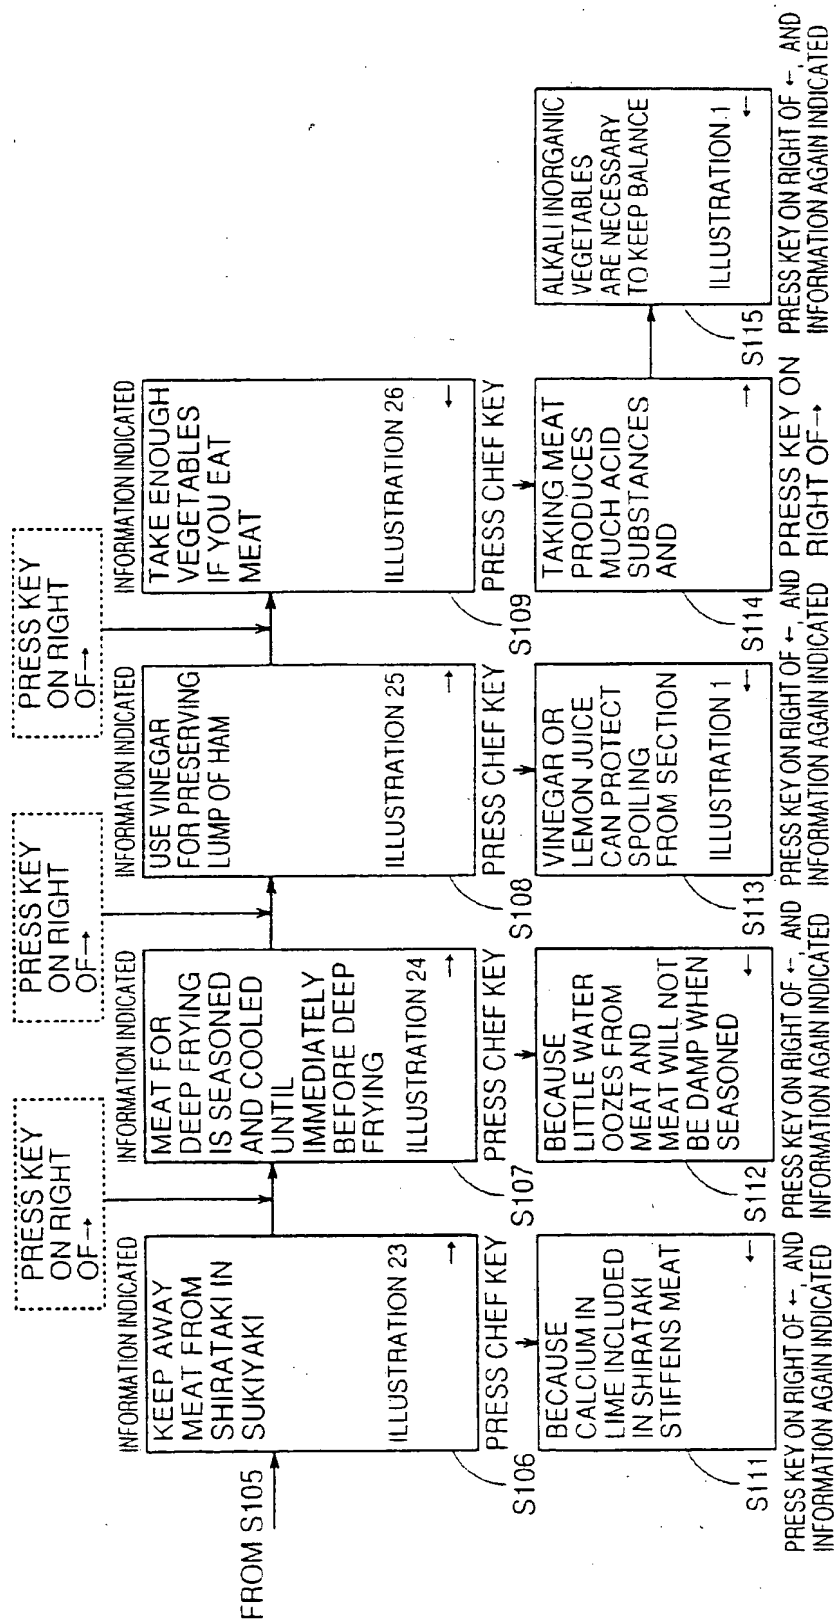 FROM S105
PRESS KEY
ON RIGHT
OF→
PRESS KEY
ON RIGHT
OF→
PRESS KEY
ON RIGHT
OF→
INFORMATION INDICATED
KEEP AWAY
MEAT FROM
SHIRATAKI IN
SUKIYAKI
ILLUSTRATION 23
→
S106
INFORMATION INDICATED
MEAT FOR
DEEP FRYING
IS SEASONED
AND COOLED
UNTIL
IMMEDIATELY
BEFORE DEEP
FRYING
ILLUSTRATION 24
→
S107
INFORMATION INDICATED
USE VINEGAR
FOR PRESERVING
LUMP OF HAM
ILLUSTRATION 25
→
S108
INFORMATION INDICATED
TAKE ENOUGH
VEGETABLES
IF YOU EAT
MEAT
ILLUSTRATION 26
←
S109
PRESS CHEF KEY
BECAUSE
CALCIUM IN
LIME INCLUDED
IN SHIRATAKI
STIFFENS MEAT
←
S111
PRESS KEY ON RIGHT OF ←, AND
INFORMATION AGAIN INDICATED
PRESS CHEF KEY
BECAUSE
LITTLE WATER
OOZES FROM
MEAT AND
MEAT WILL NOT
BE DAMP WHEN
SEASONED
←
S112
PRESS KEY ON RIGHT OF ←, AND
INFORMATION AGAIN INDICATED
PRESS CHEF KEY
VINEGAR OR
LEMON JUICE
CAN PROTECT
SPOILING
FROM SECTION
ILLUSTRATION 1
←
S113
PRESS KEY ON RIGHT OF ←, AND
INFORMATION AGAIN INDICATED
PRESS CHEF KEY
TAKING MEAT
PRODUCES
MUCH ACID
SUBSTANCES
AND
→
S114
PRESS KEY ON
RIGHT OF→
ALKALI INORGANIC
VEGETABLES
ARE NECESSARY
TO KEEP BALANCE
ILLUSTRATION 1
←
S115
PRESS KEY ON RIGHT OF ←, AND
INFORMATION AGAIN INDICATED